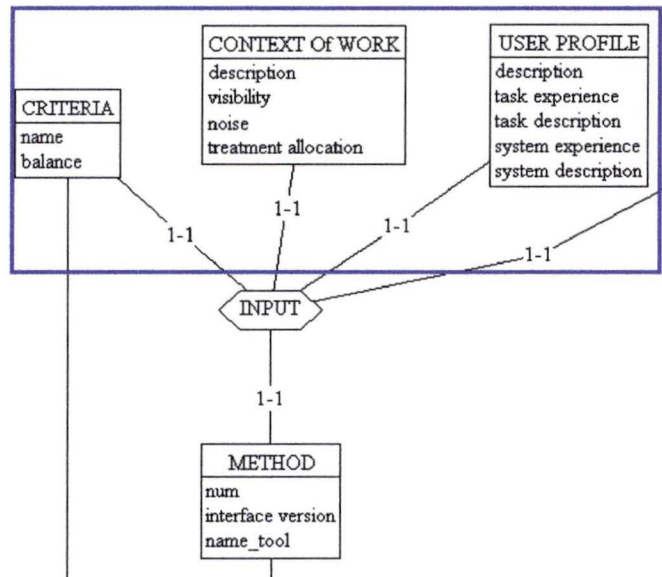 CONTEXT Of WORK
description
visibility
noise
treatment allocation
USER PROFILE
description
task experience
task description
system experience
system description
CRITERIA
name
balance
1-1
1-1
1-1
1-1
INPUT
1-1
METHOD
num
interface version
name_tool